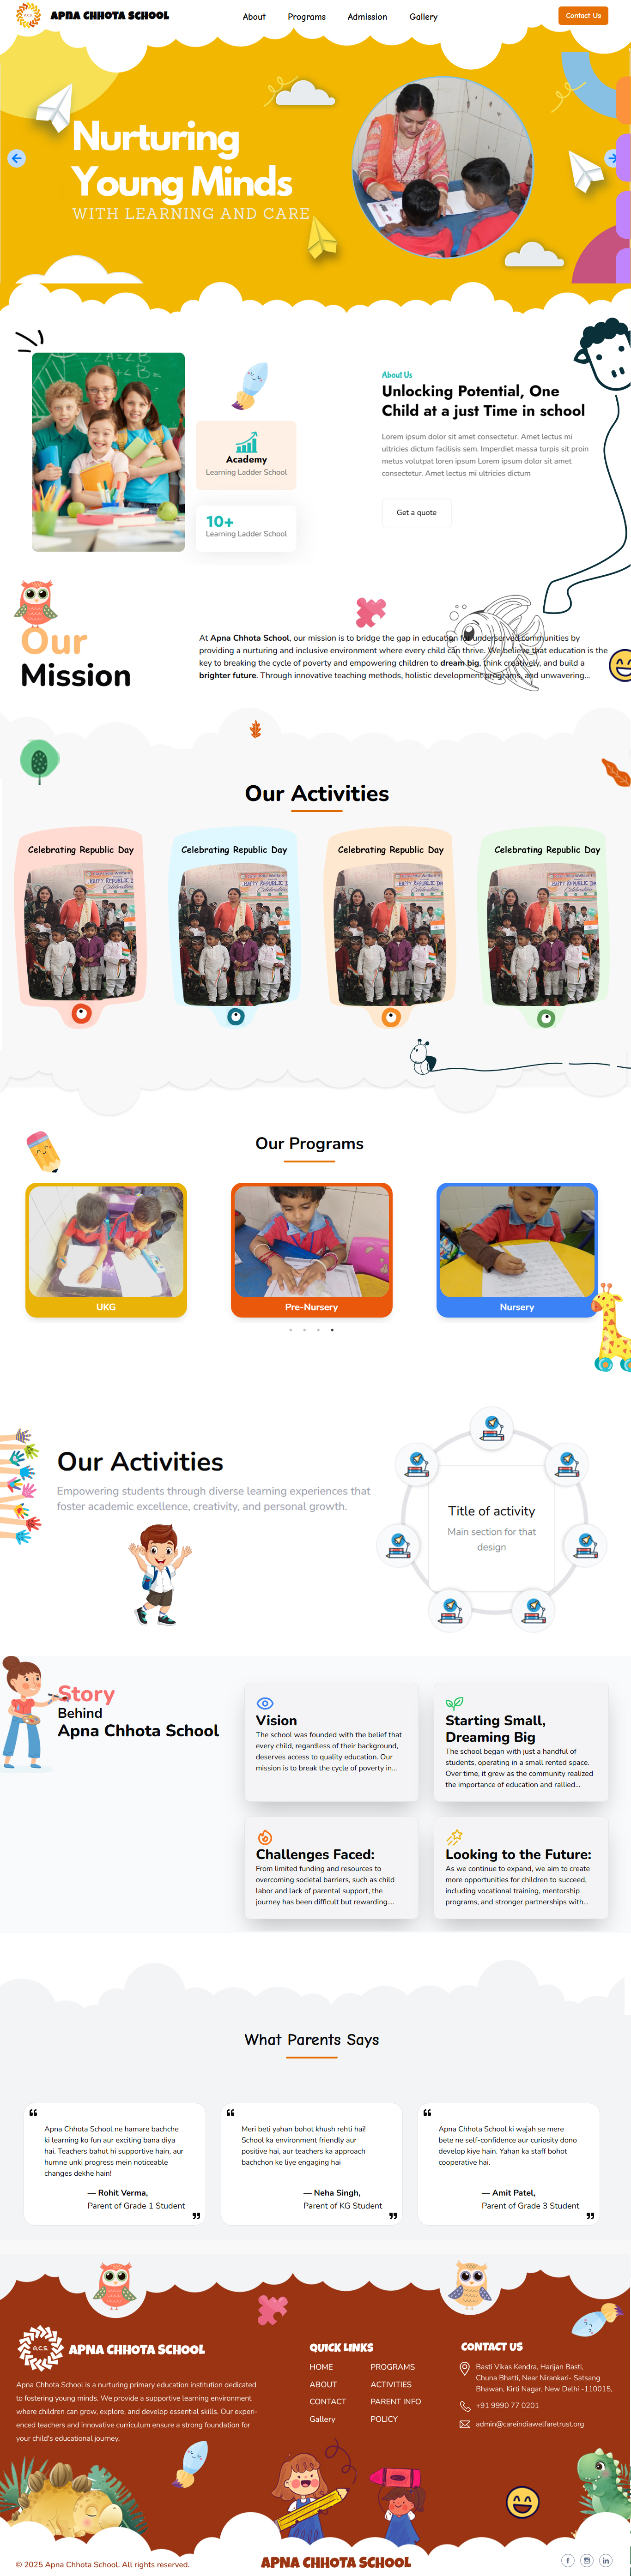 APNA CHHOTA SCHOOL
About
Programs
Admission
Gallery
Contact Us
Nurturing
Young Minds
WITH LEARNING AND CARE
About Us
Unlocking Potential, One
Child at a just Time in school
Lorem ipsum dolor sit amet consectetur. Amet lectus mi
ultricies dictum facilisis sem. Imperdiet massa turpis sit proin
metus volutpat loren ipsum Lorem ipsum dolor sit amet
consectetur. Amet lectus mi ultricies dictum
Get a quote
Academy
Learning Ladder School
10+
Learning Ladder School
Our
Mission
At Apna Chhota School, our mission is to bridge the gap in education for underserved communities by
providing a nurturing and inclusive environment where every child can thrive. We believe that education is the
key to breaking the cycle of poverty and empowering children to dream big, think creatively, and build a
brighter future. Through innovative teaching methods, holistic development programs, and unwavering...
Our Activities
Celebrating Republic Day
Celebrating Republic Day
Celebrating Republic Day
Celebrating Republic Day
Our Programs
UKG
Pre-Nursery
Nursery
Our Activities
Empowering students through diverse learning experiences that
foster academic excellence, creativity, and personal growth.
Title of activity
Main section for that
design
Story
Behind
Apna Chhota School
Vision
The school was founded with the belief that
every child, regardless of their background,
deserves access to quality education. Our
mission is to break the cycle of poverty in...
Starting Small,
Dreaming Big
The school began with just a handful of
students, operating in a small rented space.
Over time, it grew as the community realized
the importance of education and rallied...
Challenges Faced:
From limited funding and resources to
overcoming societal barriers, such as child
labor and lack of parental support, the
journey has been difficult but rewarding....
Looking to the Future:
As we continue to expand, we aim to create
more opportunities for children to succeed,
including vocational training, mentorship
programs, and stronger partnerships with...
What Parents Says
Apna Chhota School ne hamare bachche
ki learning ko fun aur exciting bana diya
hai. Teachers bahut hi supportive hain, aur
humne unki progress mein noticeable
changes dekhe hain!
— Rohit Verma,
Parent of Grade 1 Student
Meri beti yahan bohot khush rehti hai!
School ka environment friendly aur
positive hai, aur teachers ka approach
bachchon ke liye engaging hai
— Neha Singh,
Parent of KG Student
Apna Chhota School ki wajah se mere
bete ne self-confidence aur curiosity dono
develop kiye hain. Yahan ka staff bohot
cooperative hai.
— Amit Patel,
Parent of Grade 3 Student
A.C.S.
APNA CHHOTA SCHOOL
Apna Chhota School is a nurturing primary education institution dedicated
to fostering young minds. We provide a supportive learning environment
where children can grow, explore, and develop essential skills. Our experi-
enced teachers and innovative curriculum ensure a strong foundation for
your child's educational journey.
QUICK LINKS
HOME
PROGRAMS
ABOUT
ACTIVITIES
CONTACT
PARENT INFO
Gallery
POLICY
CONTACT US
Basti Vikas Kendra, Harijan Basti,
Chuna Bhatti, Near Nirankari- Satsang
Bhawan, Kirti Nagar, New Delhi -110015,
+91 9990 77 0201
admin@careindiawelfaretrust.org
© 2025 Apna Chhota School. All rights reserved.
APNA CHHOTA SCHOOL